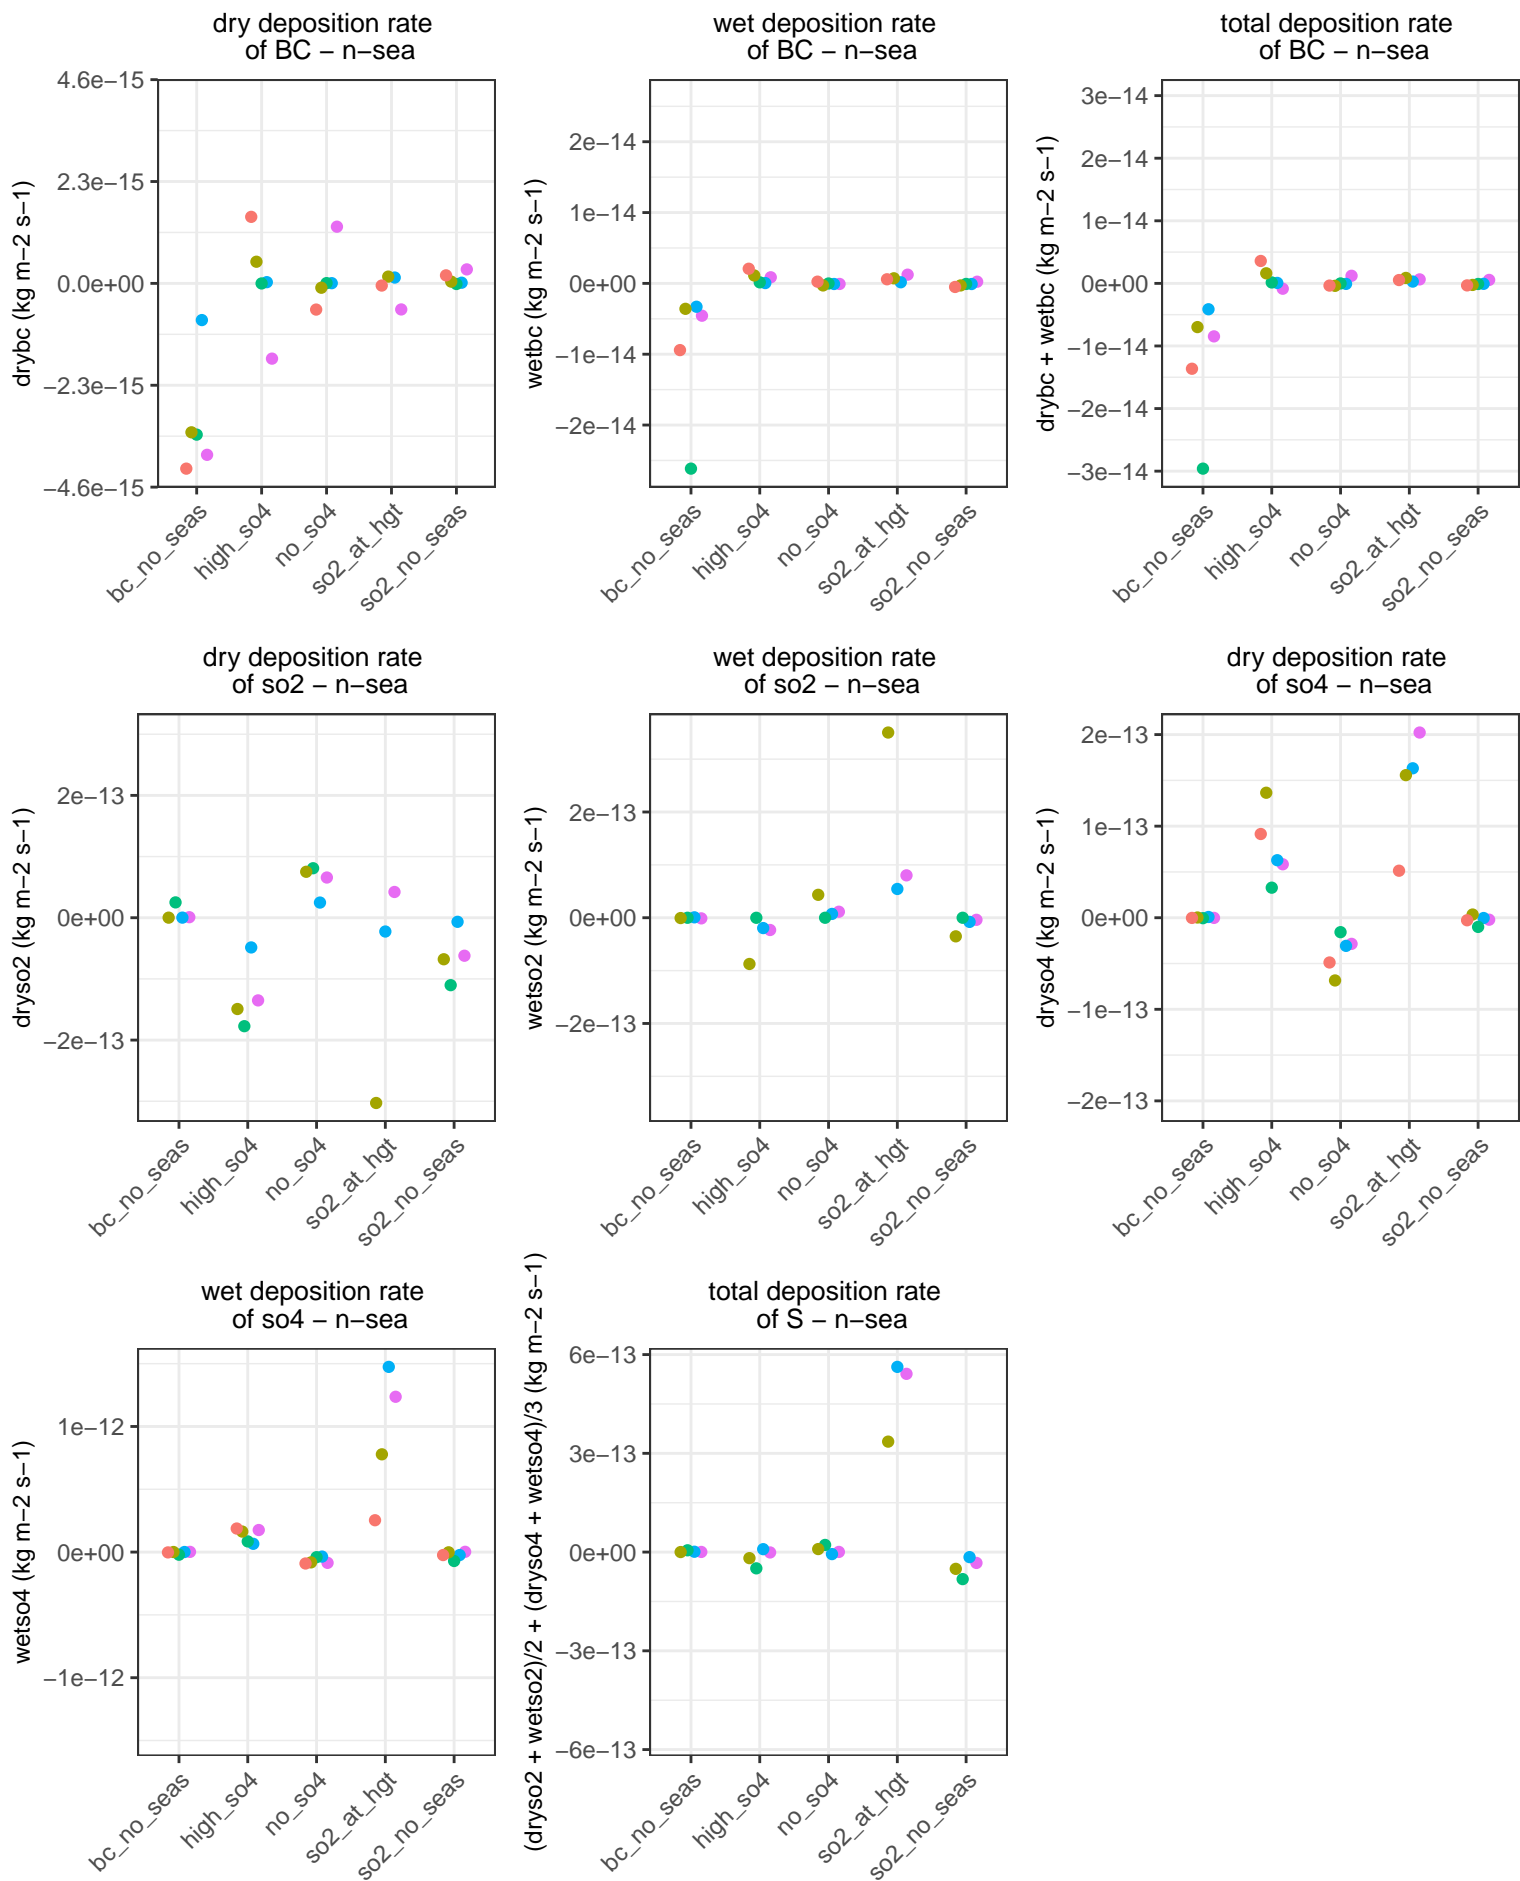 dry deposition rate
of BC − n−sea
drybc (kg m−2 s−1)
4.6e−15
2.3e−15
0.0e+00
−2.3e−15
−4.6e−15
bc_no_seas
high_so4
no_so4
so2_at_hgt
so2_no_seas
wet deposition rate
of BC − n−sea
wetbc (kg m−2 s−1)
2e−14
1e−14
0e+00
−1e−14
−2e−14
bc_no_seas
high_so4
no_so4
so2_at_hgt
so2_no_seas
total deposition rate
of BC − n−sea
drybc + wetbc (kg m−2 s−1)
3e−14
2e−14
1e−14
0e+00
−1e−14
−2e−14
−3e−14
bc_no_seas
high_so4
no_so4
so2_at_hgt
so2_no_seas
dry deposition rate
of so2 − n−sea
dryso2 (kg m−2 s−1)
2e−13
0e+00
−2e−13
bc_no_seas
high_so4
no_so4
so2_at_hgt
so2_no_seas
wet deposition rate
of so2 − n−sea
wetso2 (kg m−2 s−1)
2e−13
0e+00
−2e−13
bc_no_seas
high_so4
no_so4
so2_at_hgt
so2_no_seas
dry deposition rate
of so4 − n−sea
dryso4 (kg m−2 s−1)
2e−13
1e−13
0e+00
−1e−13
−2e−13
bc_no_seas
high_so4
no_so4
so2_at_hgt
so2_no_seas
wet deposition rate
of so4 − n−sea
wetso4 (kg m−2 s−1)
1e−12
0e+00
−1e−12
bc_no_seas
high_so4
no_so4
so2_at_hgt
so2_no_seas
total deposition rate
of S − n−sea
(dryso2 + wetso2)/2 + (dryso4 + wetso4)/3 (kg m−2 s−1)
6e−13
3e−13
0e+00
−3e−13
−6e−13
bc_no_seas
high_so4
no_so4
so2_at_hgt
so2_no_seas